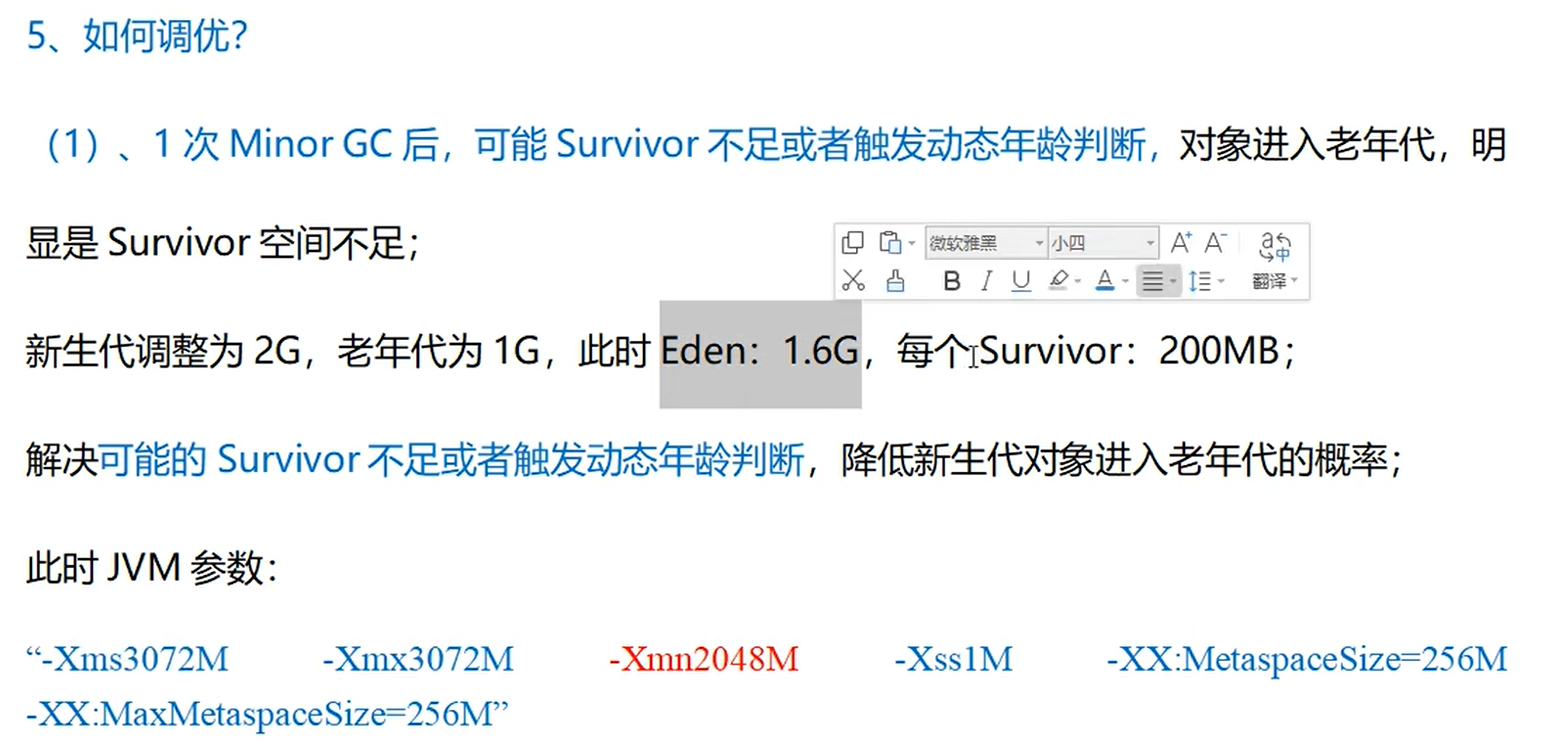 5、如何调优？
（1）、1 次 Minor GC 后，可能 Survivor 不足或者触发动态年龄判断，对象进入老年代，明
显是 Survivor 空间不足；
微软雅黑 小四 A+ A-
B I U A 翻译
新生代调整为 2G，老年代为 1G，此时 Eden：1.6G，每个 Survivor：200MB；
解决可能的 Survivor 不足或者触发动态年龄判断，降低新生代对象进入老年代的概率；
此时 JVM 参数：
“-Xms3072M -Xmx3072M -Xmn2048M -Xss1M -XX:MetaspaceSize=256M
-XX:MaxMetaspaceSize=256M”